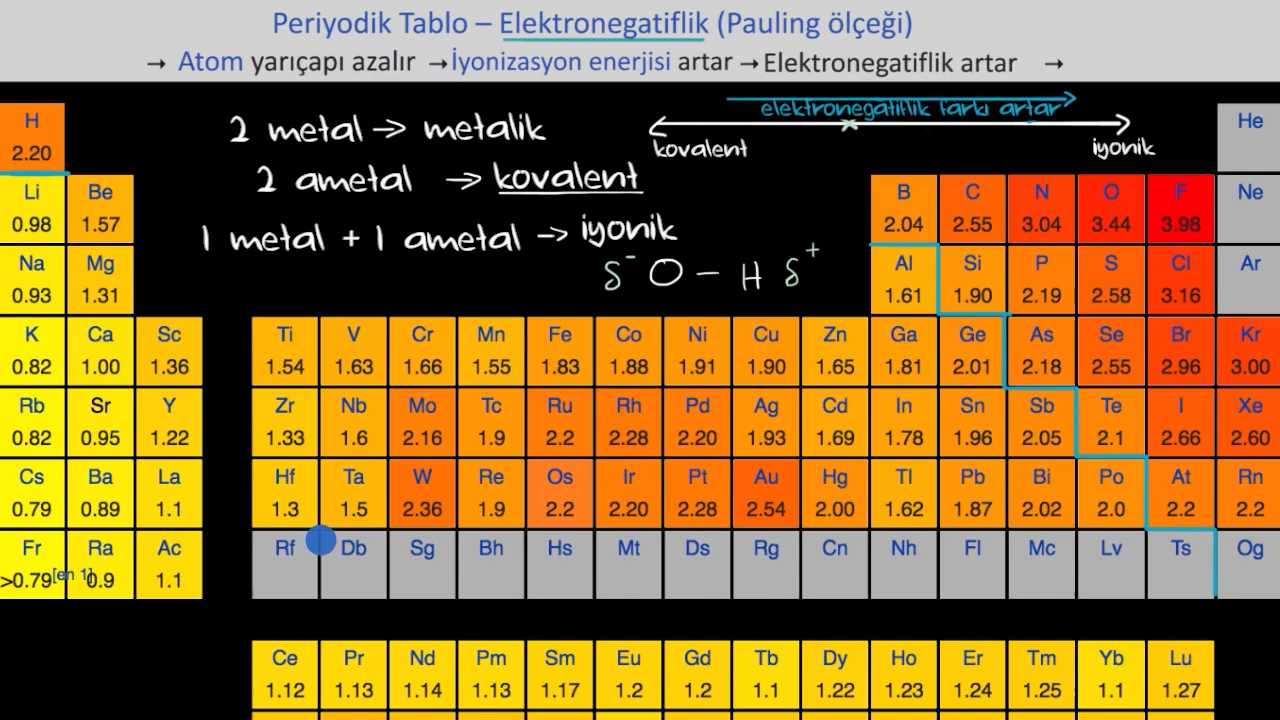 Periyodik Tablo – Elektronegatiflik (Pauling ölçeği)
→ Atom yarıçapı azalır → İyonizasyon enerjisi artar → Elektronegatiflik artar →
elektronegatiflik farkı artar
kovalent iyonik
2 metal → metalik
2 ametal → kovalent
1 metal + 1 ametal → iyonik
δ⁻ O – H δ⁺
H He
2.20
Li Be B C N O F Ne
0.98 1.57 2.04 2.55 3.04 3.44 3.98
Na Mg Al Si P S Cl Ar
0.93 1.31 1.61 1.90 2.19 2.58 3.16
K Ca Sc Ti V Cr Mn Fe Co Ni Cu Zn Ga Ge As Se Br Kr
0.82 1.00 1.36 1.54 1.63 1.66 1.55 1.83 1.88 1.91 1.90 1.65 1.81 2.01 2.18 2.55 2.96 3.00
Rb Sr Y Zr Nb Mo Tc Ru Rh Pd Ag Cd In Sn Sb Te I Xe
0.82 0.95 1.22 1.33 1.6 2.16 1.9 2.2 2.28 2.20 1.93 1.69 1.78 1.96 2.05 2.1 2.66 2.60
Cs Ba La Hf Ta W Re Os Ir Pt Au Hg Tl Pb Bi Po At Rn
0.79 0.89 1.1 1.3 1.5 2.36 1.9 2.2 2.20 2.28 2.54 2.00 1.62 1.87 2.02 2.0 2.2 2.2
Fr Ra Ac Rf Db Sg Bh Hs Mt Ds Rg Cn Nh Fl Mc Lv Ts Og
>0.79[en 1] 0.9 1.1
Ce Pr Nd Pm Sm Eu Gd Tb Dy Ho Er Tm Yb Lu
1.12 1.13 1.14 1.13 1.17 1.2 1.2 1.1 1.22 1.23 1.24 1.25 1.1 1.27